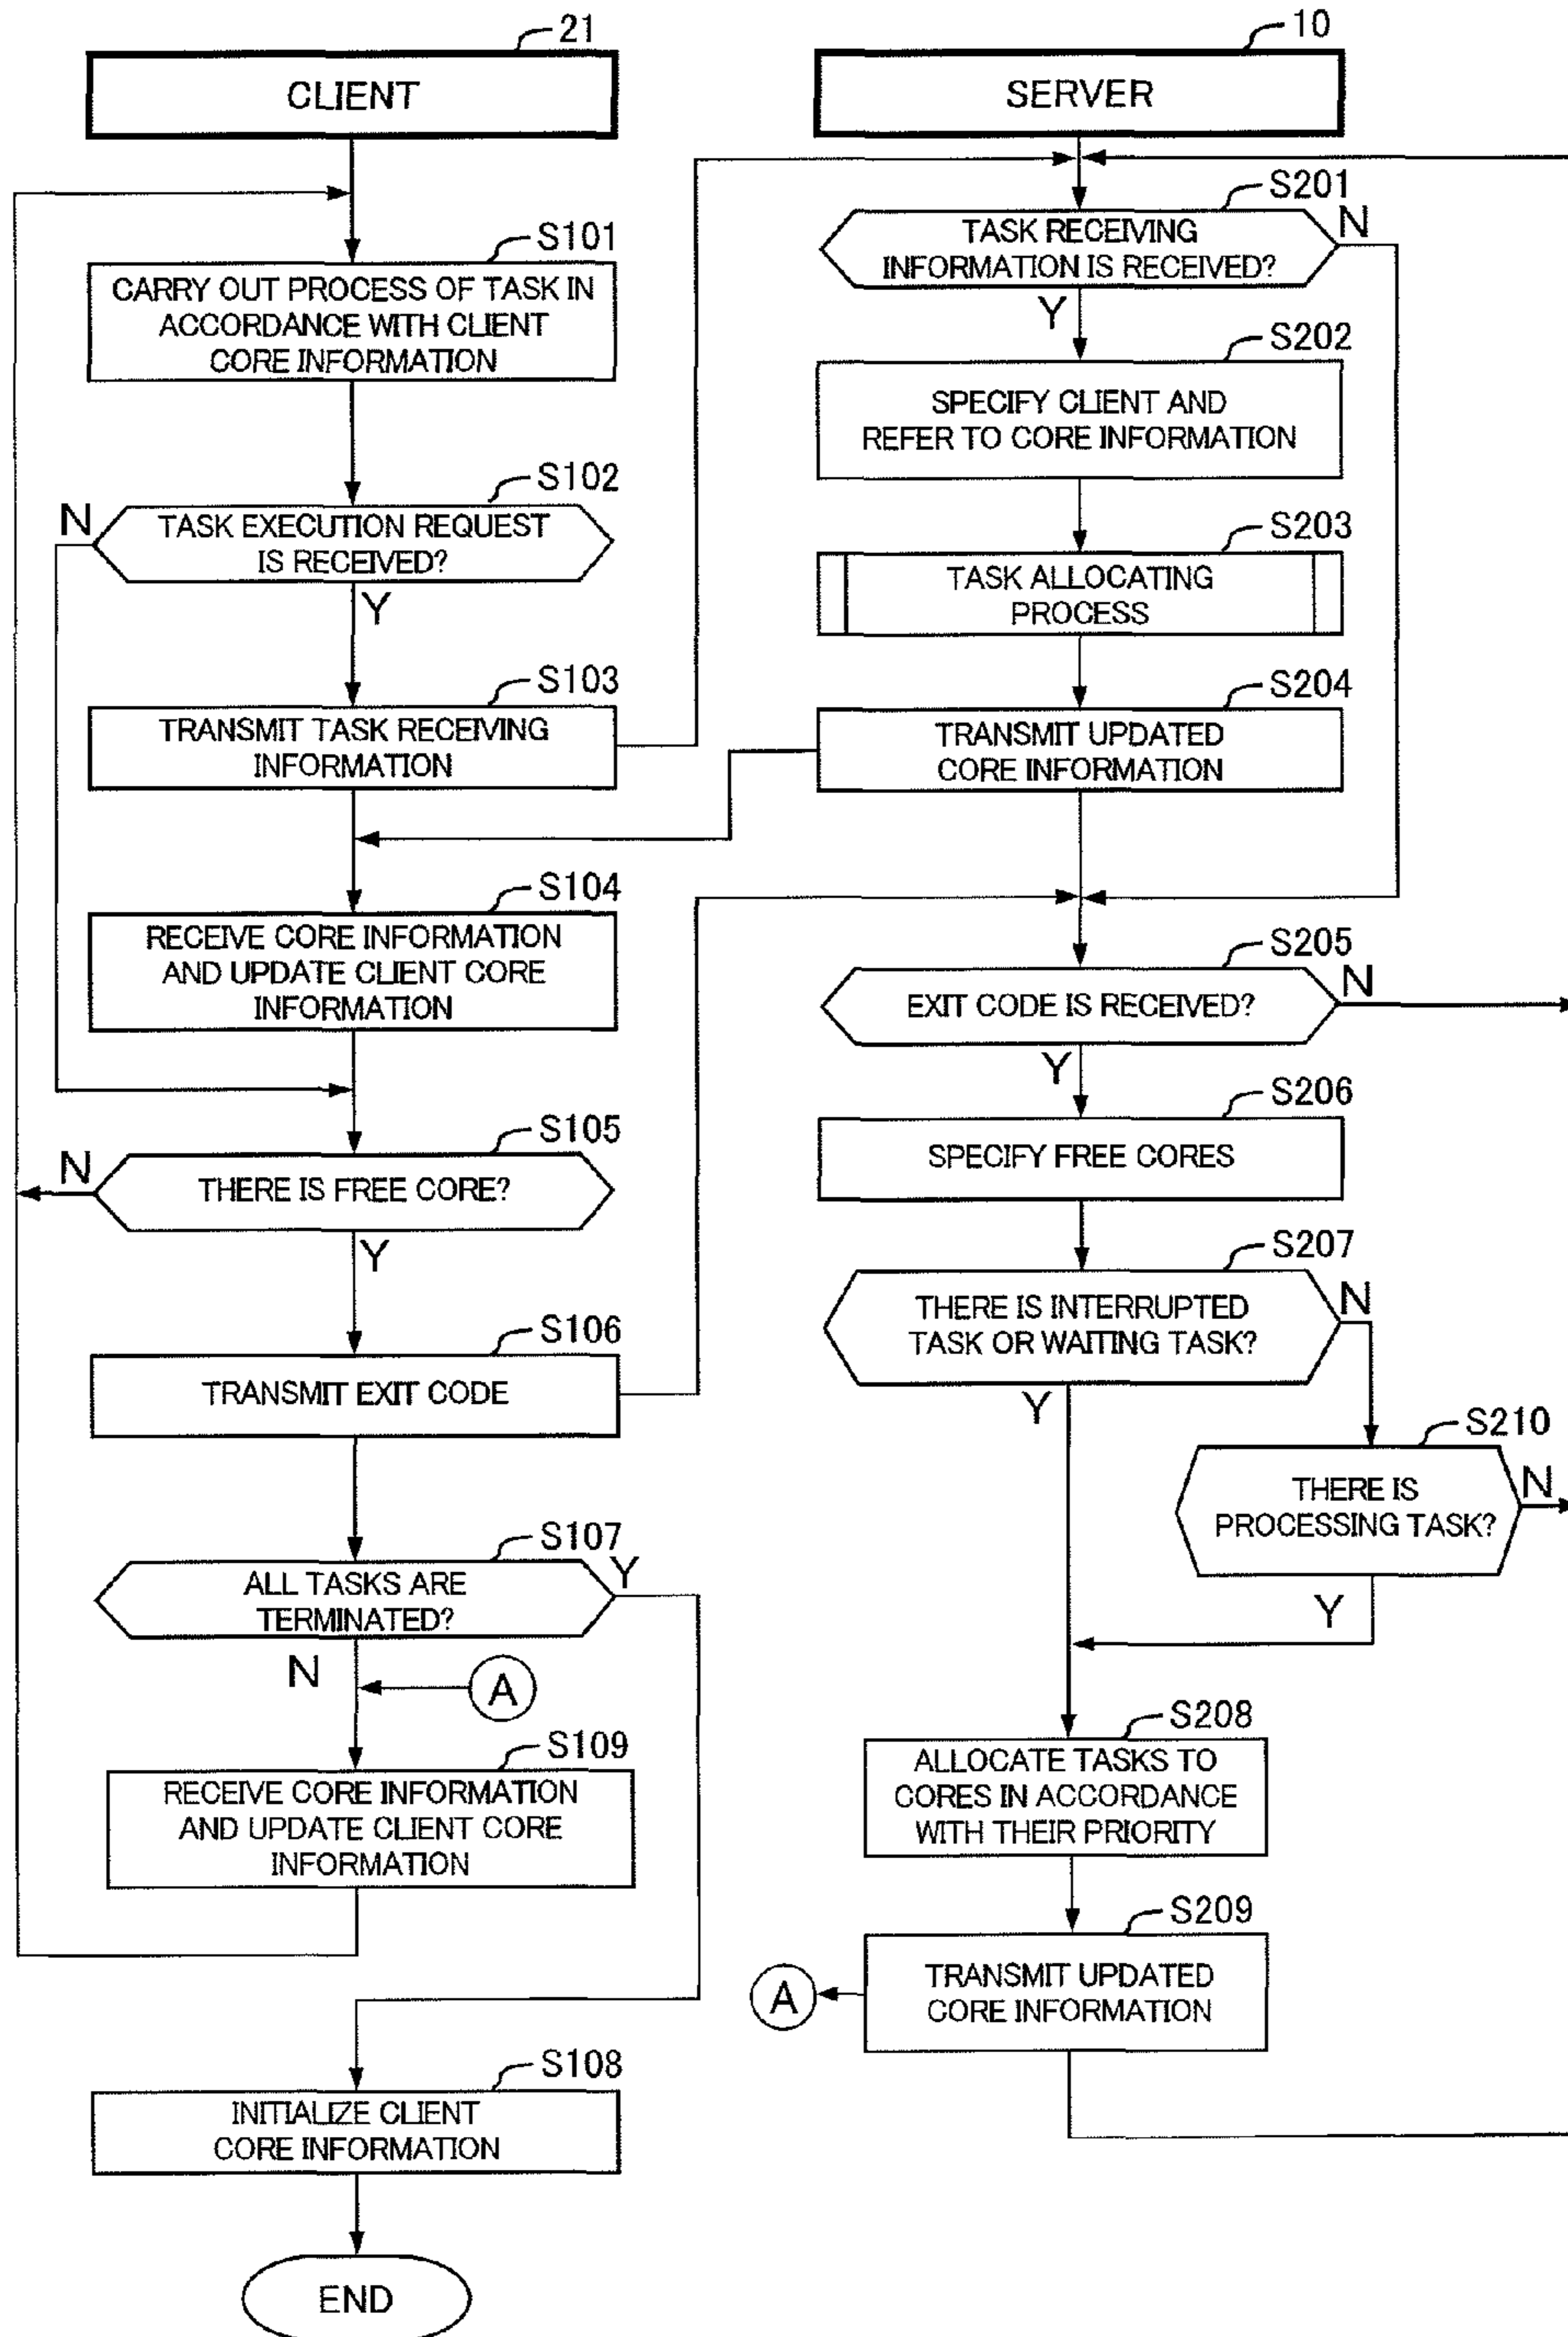 21
CLIENT
S101
CARRY OUT PROCESS OF TASK IN
ACCORDANCE WITH CLIENT
CORE INFORMATION
S102
N
TASK EXECUTION REQUEST
IS RECEIVED?
Y
S103
TRANSMIT TASK RECEIVING
INFORMATION
S104
RECEIVE CORE INFORMATION
AND UPDATE CLIENT CORE
INFORMATION
S105
N
THERE IS FREE CORE?
Y
S106
TRANSMIT EXIT CODE
S107
Y
ALL TASKS ARE
TERMINATED?
N
A
S109
RECEIVE CORE INFORMATION
AND UPDATE CLIENT CORE
INFORMATION
S108
INITIALIZE CLIENT
CORE INFORMATION
END
10
SERVER
S201
N
TASK RECEIVING
INFORMATION IS RECEIVED?
Y
S202
SPECIFY CLIENT AND
REFER TO CORE INFORMATION
S203
TASK ALLOCATING
PROCESS
S204
TRANSMIT UPDATED
CORE INFORMATION
S205
N
EXIT CODE IS RECEIVED?
Y
S206
SPECIFY FREE CORES
S207
N
THERE IS INTERRUPTED
TASK OR WAITING TASK?
Y
S210
N
THERE IS
PROCESSING TASK?
Y
S208
ALLOCATE TASKS TO
CORES IN ACCORDANCE
WITH THEIR PRIORITY
S209
TRANSMIT UPDATED
CORE INFORMATION
A